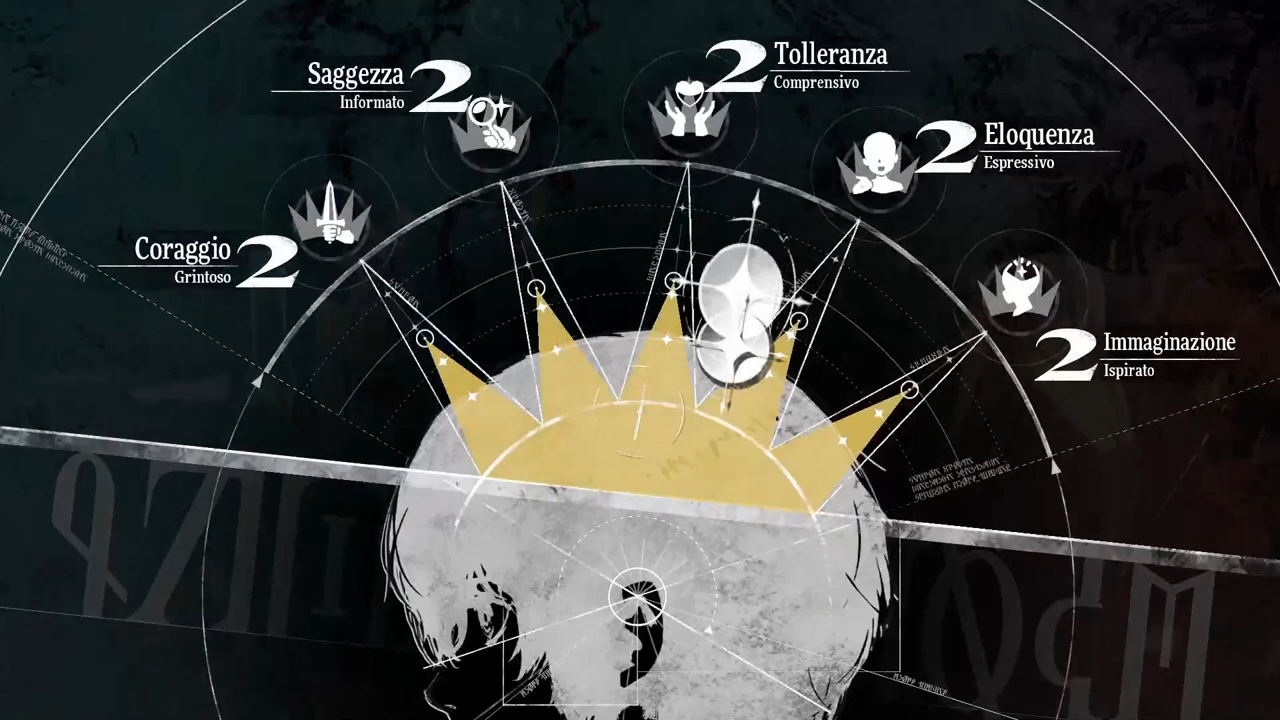 Saggezza
2
Informato
Tolleranza
2
Comprensivo
Eloquenza
2
Espressivo
Coraggio
2
Grintoso
Immaginazione
2
Ispirato